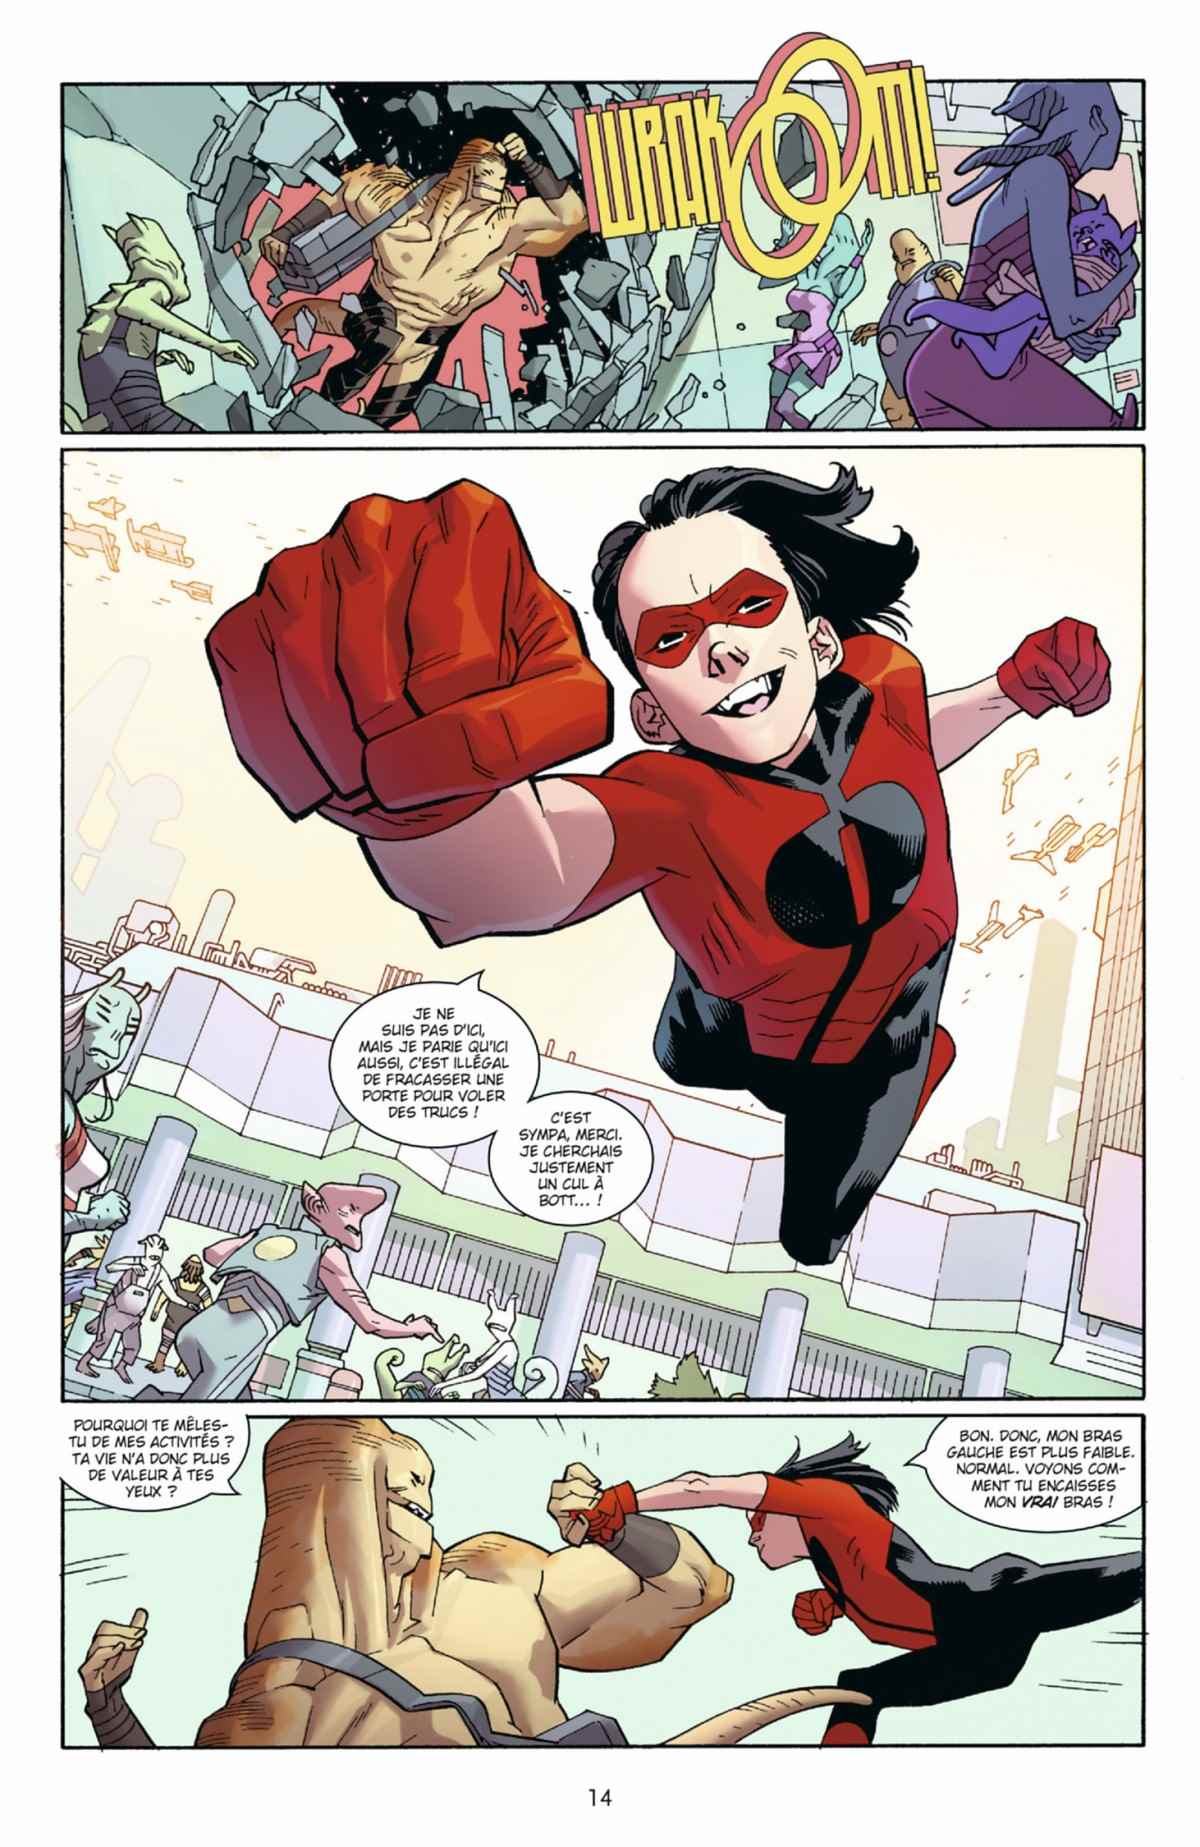 WRAKOOM!
JE NE
SUIS PAS D'ICI,
MAIS JE PARIE QU'ICI
AUSSI, C'EST ILLÉGAL
DE FRACASSER UNE
PORTE POUR VOLER
DES TRUCS !
C'EST
SYMPA, MERCI.
JE CHERCHAIS
JUSTEMENT
UN CUL À
BOTT... !
POURQUOI TE MÊLES-
TU DE MES ACTIVITÉS ?
TA VIE N'A DONC PLUS
DE VALEUR À TES
YEUX ?
BON. DONC, MON BRAS
GAUCHE EST PLUS FAIBLE.
NORMAL. VOYONS COM-
MENT TU ENCAISSES
MON VRAI BRAS !
14